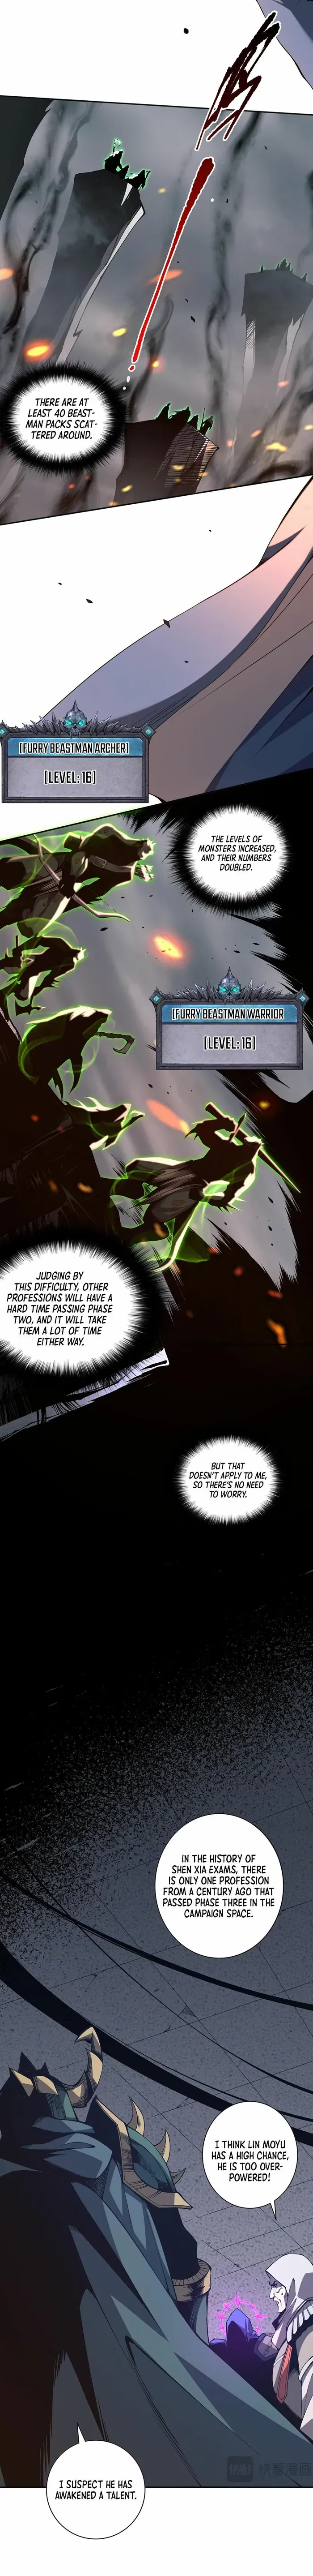 THERE ARE AT
LEAST 40 BEAST-
MAN PACKS SCAT-
TERED AROUND.
[FURRY BEASTMAN ARCHER]
[LEVEL: 16]
THE LEVELS OF
MONSTERS INCREASED,
AND THEIR NUMBERS
DOUBLED.
[FURRY BEASTMAN WARRIOR
[LEVEL: 16]
JUDGING BY
THIS DIFFICULTY, OTHER
PROFESSIONS WILL HAVE A
HARD TIME PASSING PHASE
TWO, AND IT WILL TAKE
THEM A LOT OF TIME
EITHER WAY.
BUT THAT
DOESN'T APPLY TO ME,
SO THERE'S NO NEED
TO WORRY.
IN THE HISTORY OF
SHEN XIA EXAMS, THERE
IS ONLY ONE PROFESSION
FROM A CENTURY AGO THAT
PASSED PHASE THREE IN THE
CAMPAIGN SPACE.
I THINK LIN MOYU
HAS A HIGH CHANCE,
HE IS TOO OVER-
POWERED!
I SUSPECT HE HAS
AWAKENED A TALENT.